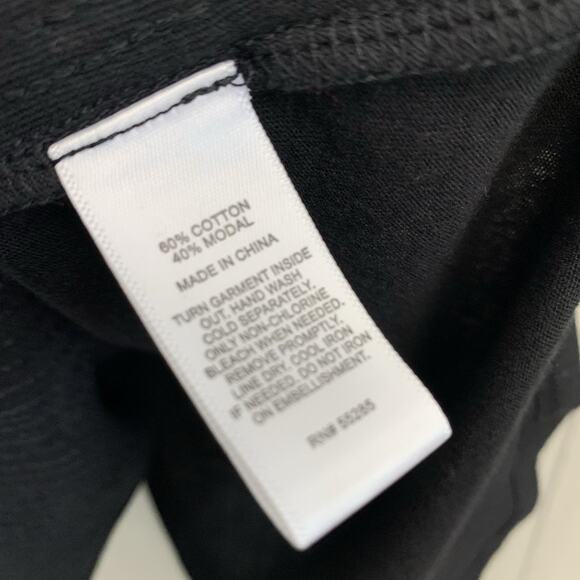 60% COTTON
40% MODAL
MADE IN CHINA
TURN GARMENT INSIDE
OUT. HAND WASH
COLD SEPARATELY.
ONLY NON-CHLORINE
BLEACH WHEN NEEDED.
REMOVE PROMPTLY.
LINE DRY. COOL IRON
IF NEEDED. DO NOT IRON
ON EMBELLISHMENT.
RN# 55285